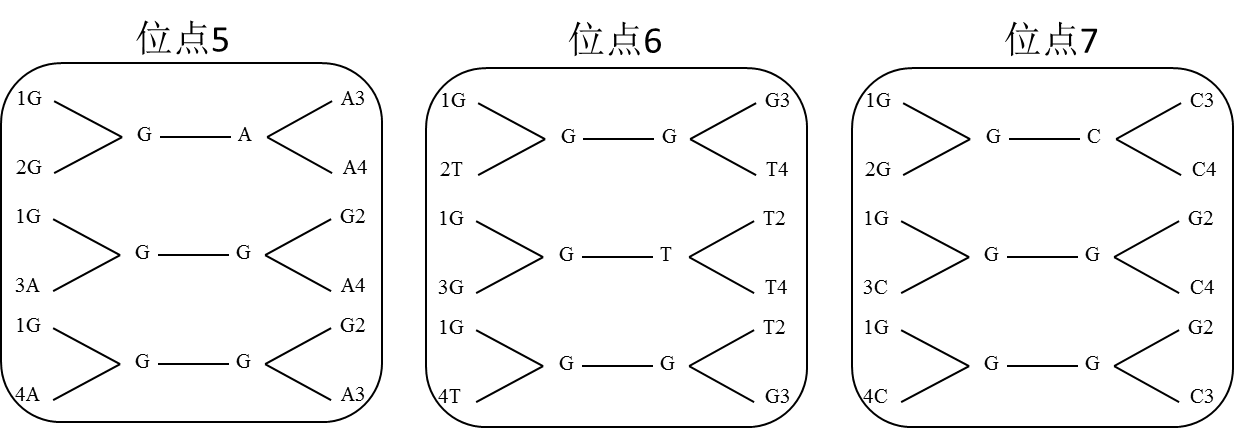 位点5 位点6 位点7
1G A3 1G G3 1G C3
G A G G G C
2G A4 2T T4 2G C4
1G G2 1G T2 1G G2
G G G T G G
3A A4 3G T4 3C C4
1G G2 1G T2 1G G2
G G G G G G
4A A3 4T G3 4C C3